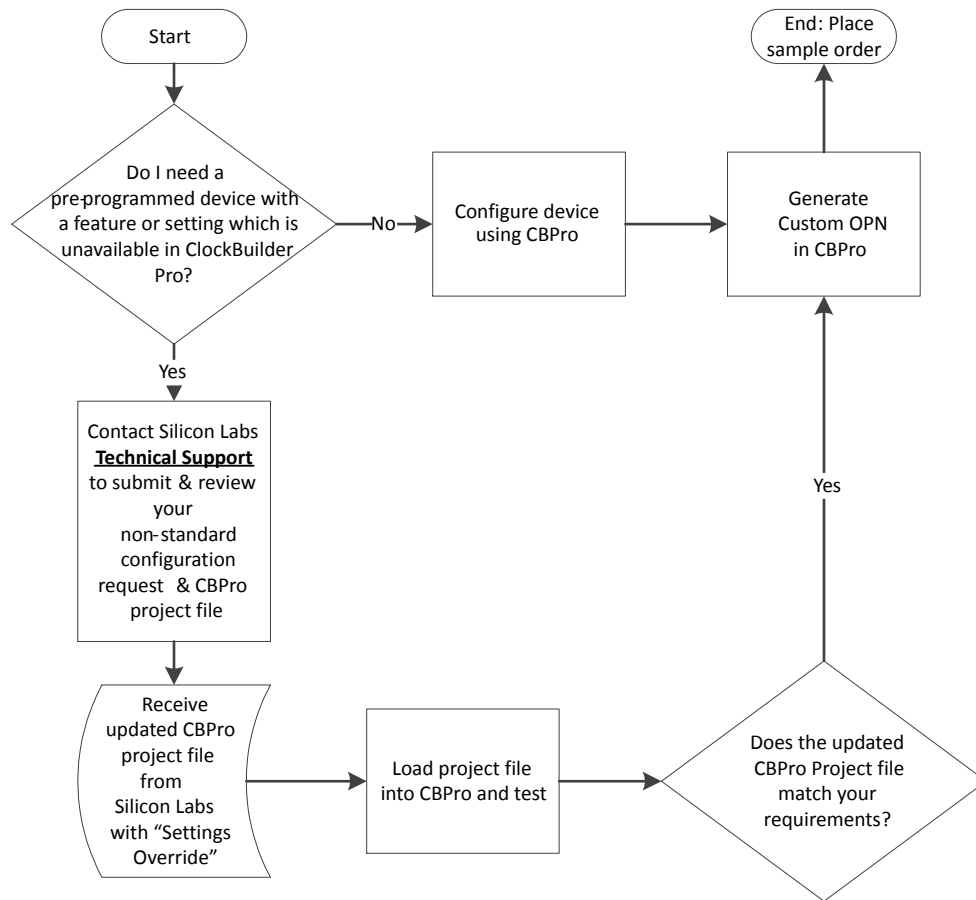 Start
End: Place
sample order
Do I need a
pre-programmed device with
a feature or setting which is
unavailable in ClockBuilder
Pro?
No
Configure device
using CBPro
Generate
Custom OPN
in CBPro
Yes
Contact Silicon Labs
Technical Support
to submit & review
your
non-standard
configuration
request & CBPro
project file
Yes
Receive
updated CBPro
project file
from
Silicon Labs
with “Settings
Override”
Load project file
into CBPro and test
Does the updated
CBPro Project file
match your
requirements?